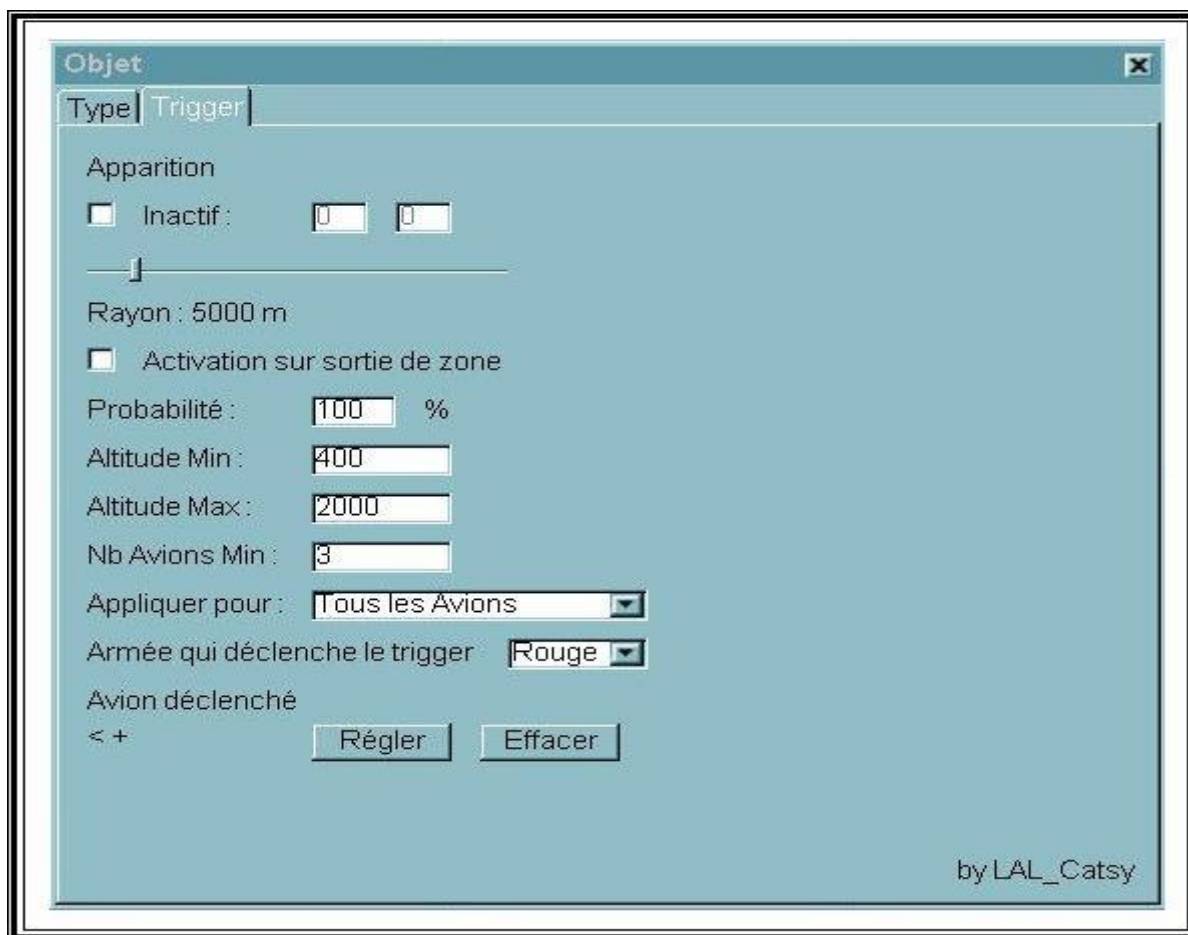 Objet
Type Trigger
Apparition
Inactif : 0 0
Rayon : 5000 m
Activation sur sortie de zone
Probabilité : 100 %
Altitude Min : 400
Altitude Max : 2000
Nb Avions Min : 3
Appliquer pour : Tous les Avions
Armée qui déclenche le trigger Rouge
Avion déclenché
< + Régler Effacer
by LAL_Catsy